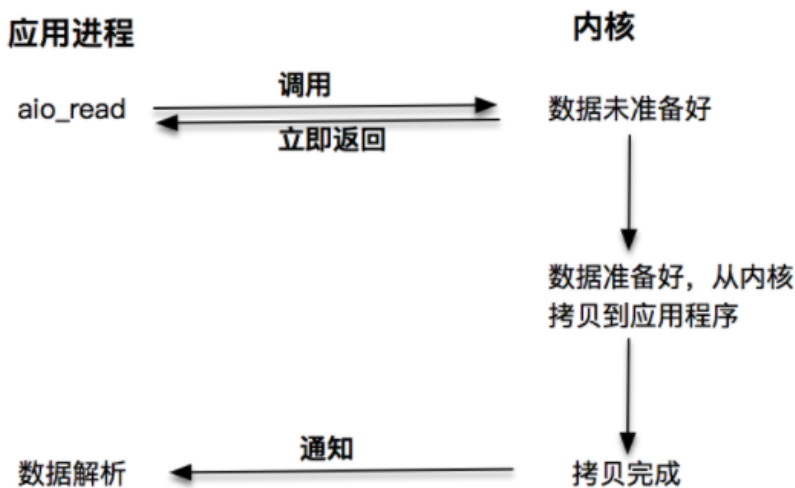 应用进程
内核
调用
aio_read
数据未准备好
立即返回
数据准备好，从内核
拷贝到应用程序
通知
数据解析
拷贝完成